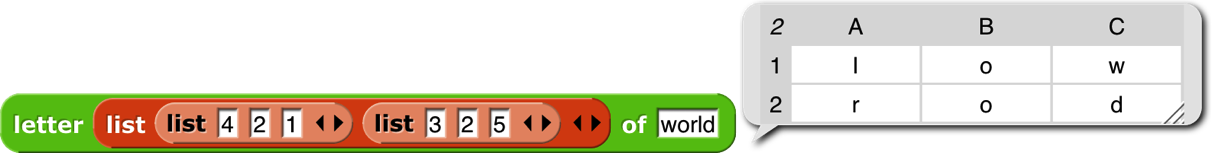 2 A B C
1 l o w
letter list list 4 2 1 list 3 2 5 of world
2 r o d